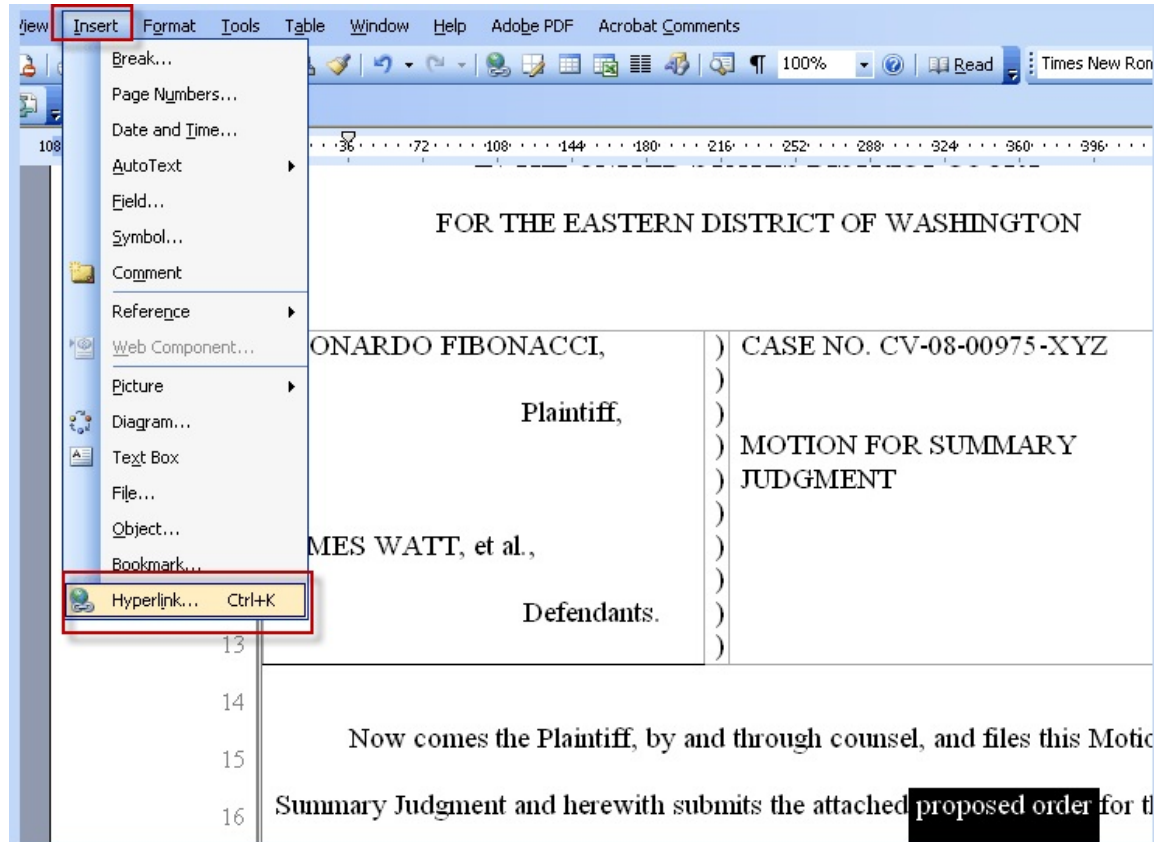 Insert Format Tools Table Window Help Adobe PDF Acrobat Comments
100% Read Times New Ron
Break...
Page Numbers...
Date and Time...
AutoText
Field...
Symbol...
Comment
Reference
Web Component...
Picture
Diagram...
Text Box
File...
Object...
Bookmark...
Hyperlink... Ctrl+K
108 36 72 108 144 180 216 252 288 324 360 396
FOR THE EASTERN DISTRICT OF WASHINGTON
ONARDO FIBONACCI, ) CASE NO. CV-08-00975-XYZ
)
Plaintiff, )
) MOTION FOR SUMMARY
) JUDGMENT
)
MES WATT, et al., )
)
Defendants. )
13 )
14
15 Now comes the Plaintiff, by and through counsel, and files this Motio
16 Summary Judgment and herewith submits the attached proposed order for th